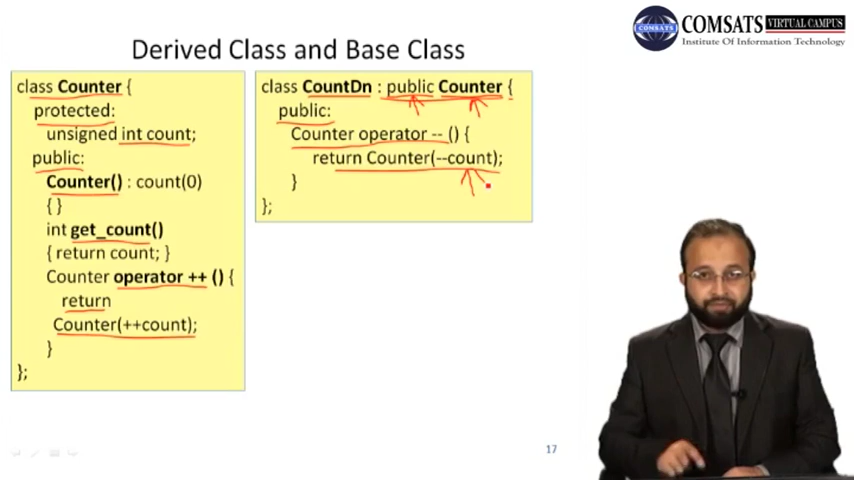 COMSATS VIRTUAL CAMPUS
Institute Of Information Technology
COMSATS
Derived Class and Base Class
class Counter {
protected:
unsigned int count;
public:
Counter() : count(0)
{ }
int get_count()
{ return count; }
Counter operator ++ () {
return
Counter(++count);
}
};
class CountDn : public Counter {
public:
Counter operator -- () {
return Counter(--count);
}
};
17